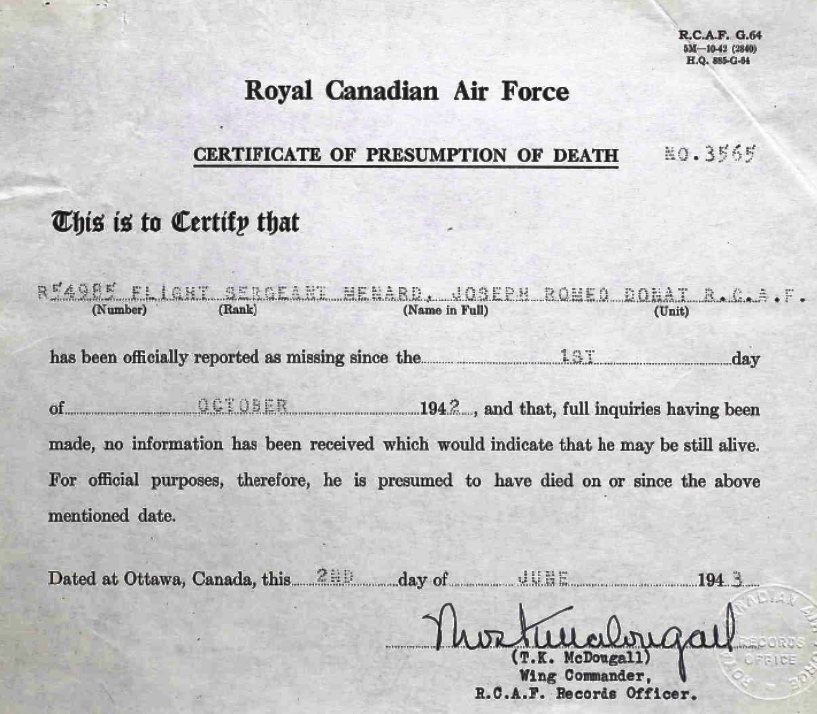 R.C.A.F. G.64
5M—10-42 (2840)
H.Q. 885-G-64
Royal Canadian Air Force
CERTIFICATE OF PRESUMPTION OF DEATH NO.3565
This is to Certify that
R54985 FLIGHT SERGEANT MENARD, JOSEPH ROMEO DONAT R.C.A.F.
(Number) (Rank) (Name in Full) (Unit)
has been officially reported as missing since the 1ST day
of OCTOBER 1942, and that, full inquiries having been
made, no information has been received which would indicate that he may be still alive.
For official purposes, therefore, he is presumed to have died on or since the above
mentioned date.
Dated at Ottawa, Canada, this 2ND day of JUNE 1943
(T.K. McDougall)
Wing Commander,
R.C.A.F. Records Officer.
RECORDS
OFFICE